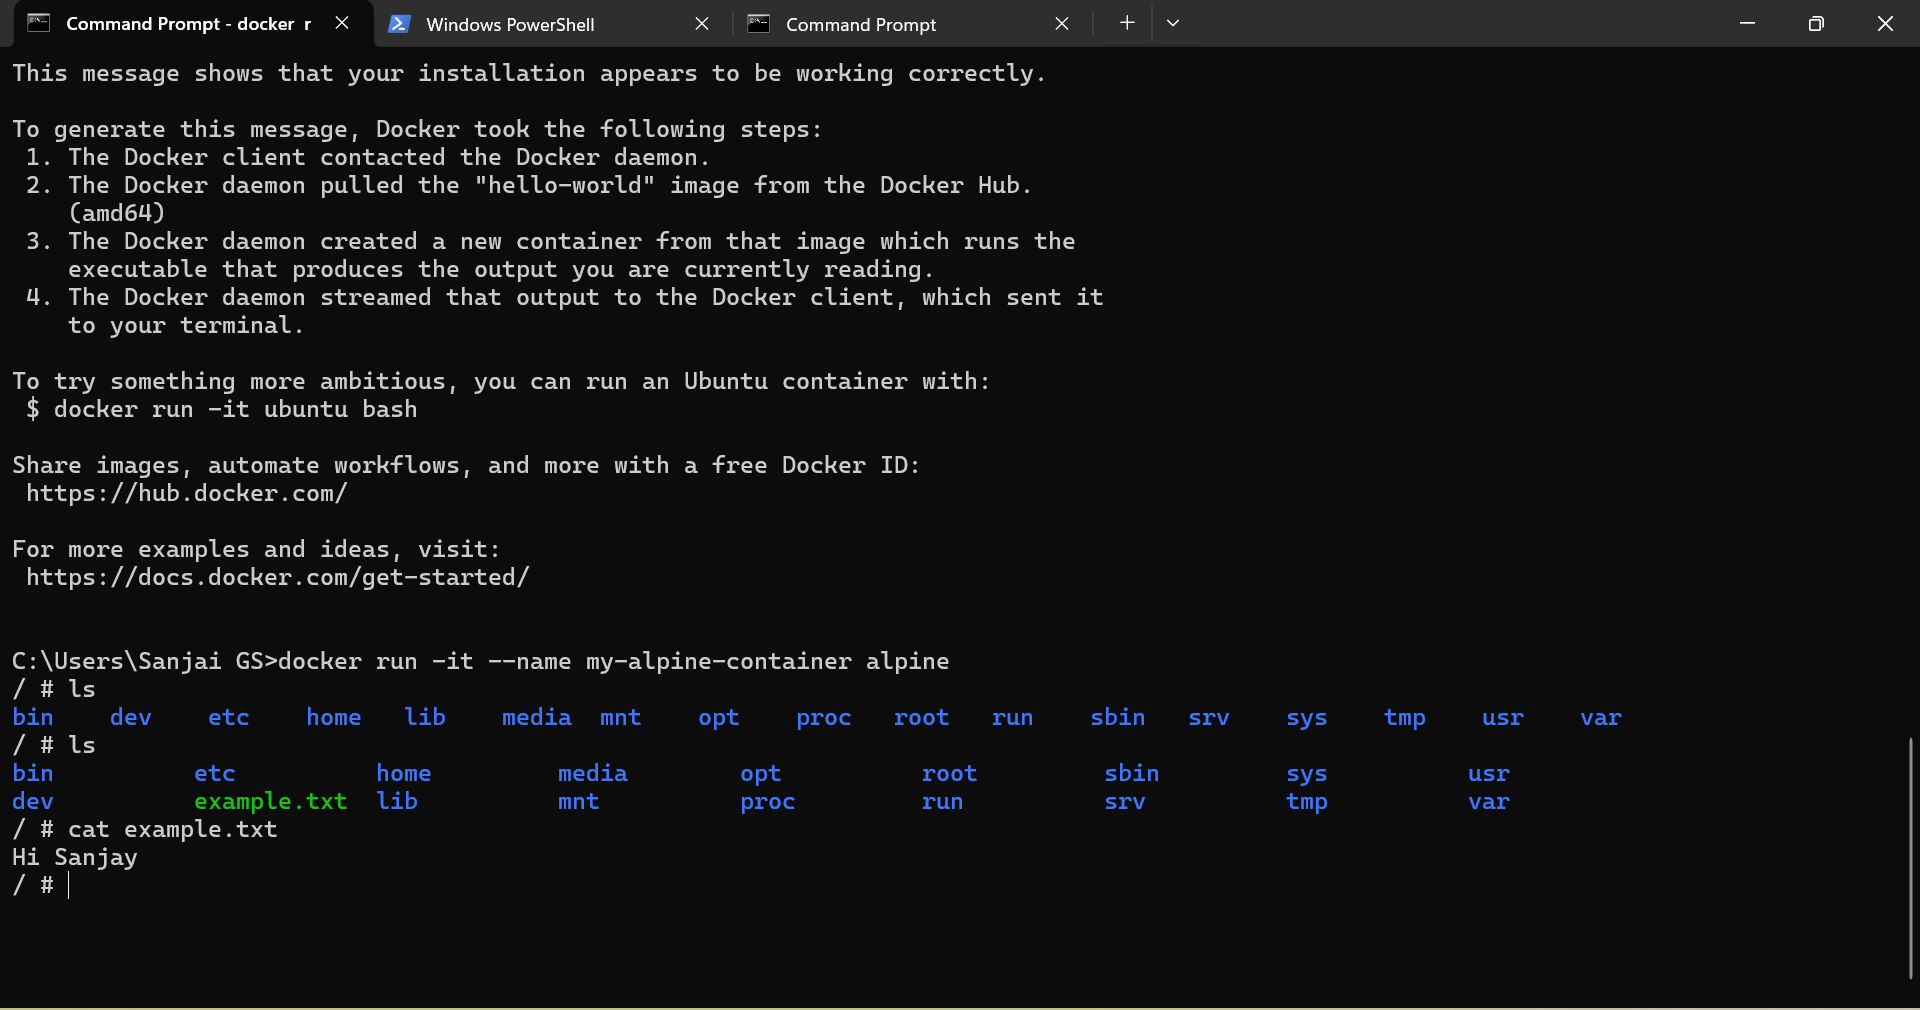 Command Prompt - docker r
Windows PowerShell
Command Prompt
This message shows that your installation appears to be working correctly.
To generate this message, Docker took the following steps:
1. The Docker client contacted the Docker daemon.
2. The Docker daemon pulled the "hello-world" image from the Docker Hub.
(amd64)
3. The Docker daemon created a new container from that image which runs the
executable that produces the output you are currently reading.
4. The Docker daemon streamed that output to the Docker client, which sent it
to your terminal.
To try something more ambitious, you can run an Ubuntu container with:
$ docker run -it ubuntu bash
Share images, automate workflows, and more with a free Docker ID:
https://hub.docker.com/
For more examples and ideas, visit:
https://docs.docker.com/get-started/
C:\Users\Sanjai GS>docker run -it --name my-alpine-container alpine
/ # ls
bin dev etc home lib media mnt opt proc root run sbin srv sys tmp usr var
/ # ls
bin etc home media opt root sbin sys usr
dev example.txt lib mnt proc run srv tmp var
/ # cat example.txt
Hi Sanjay
/ #